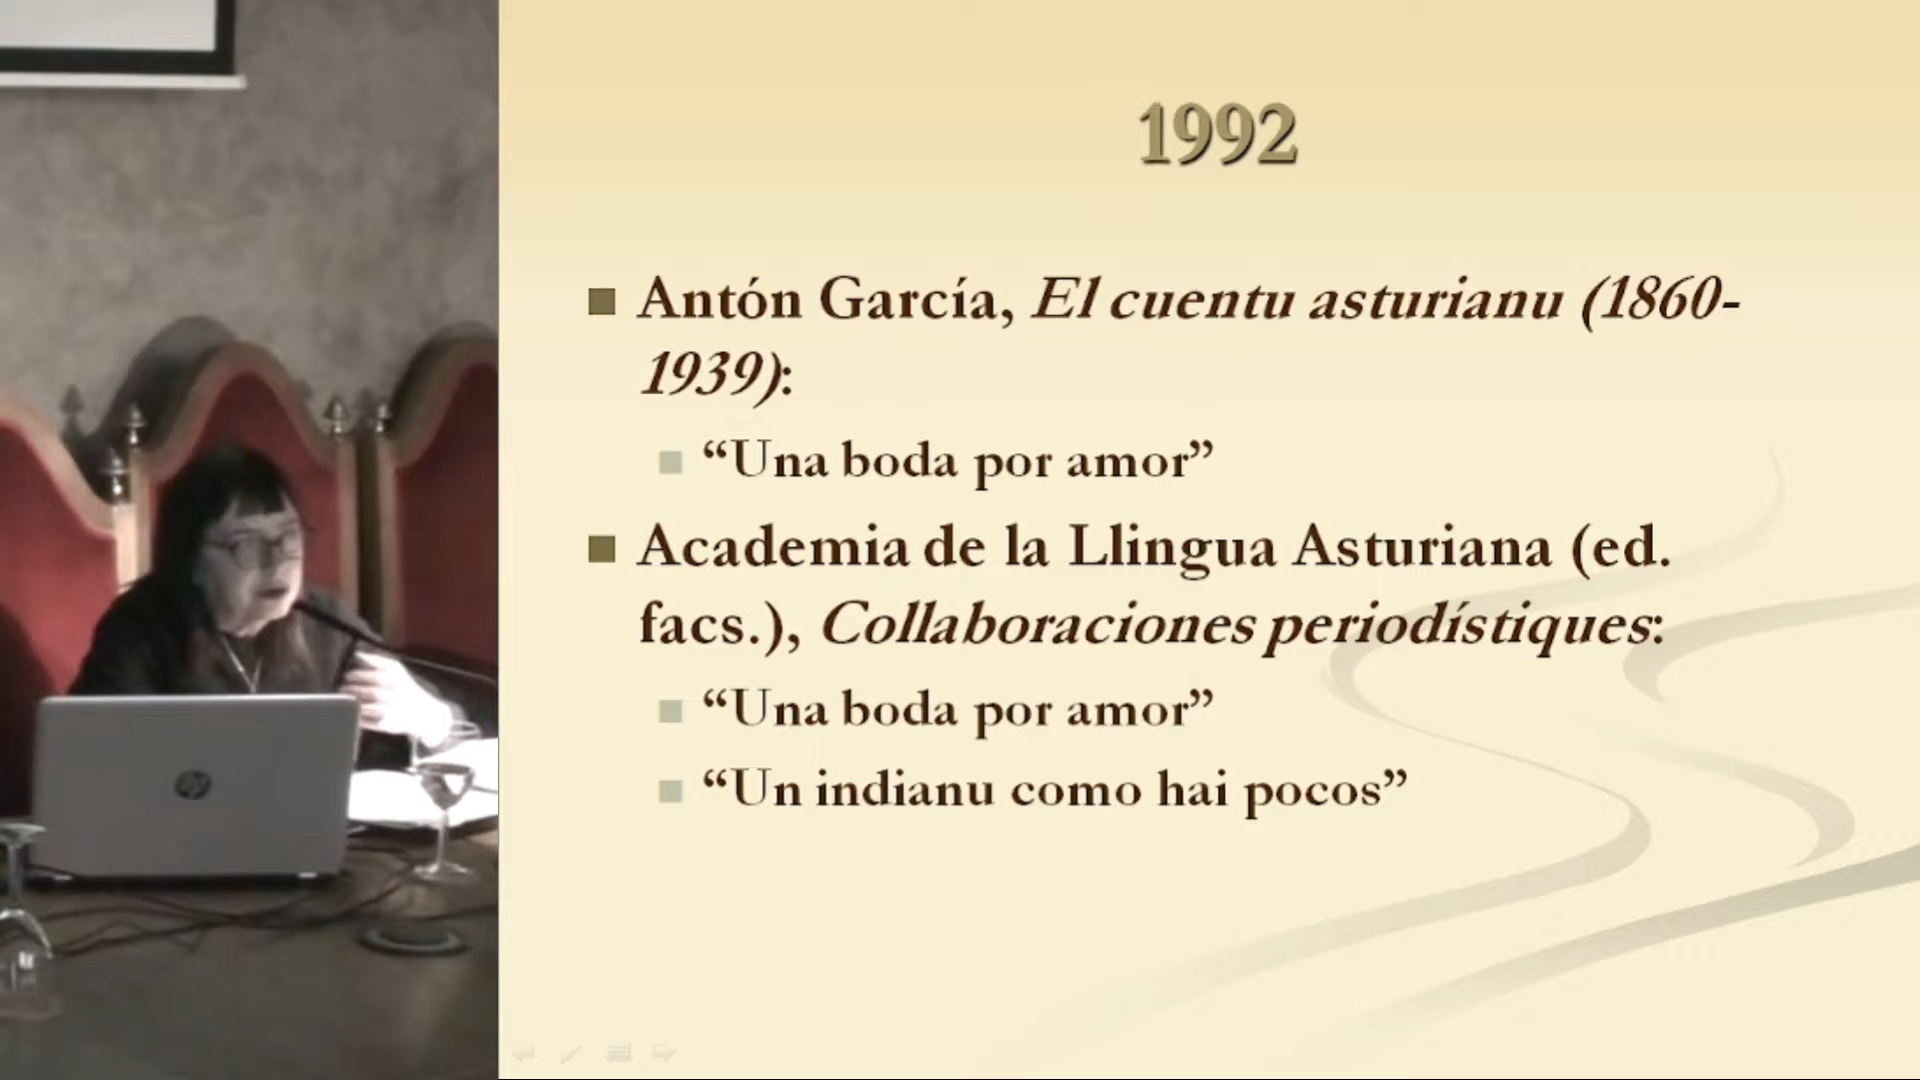 1992
Antón García, El cuentu asturianu (1860-
1939):
“Una boda por amor”
Academia de la Llingua Asturiana (ed.
facs.), Collaboraciones periodístiques:
“Una boda por amor”
“Un indianu como hai pocos”
hp